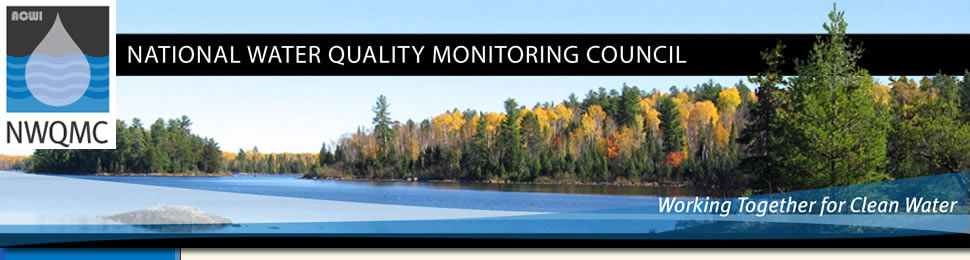 ACWI
NATIONAL WATER QUALITY MONITORING COUNCIL
NWQMC
Working Together for Clean Water